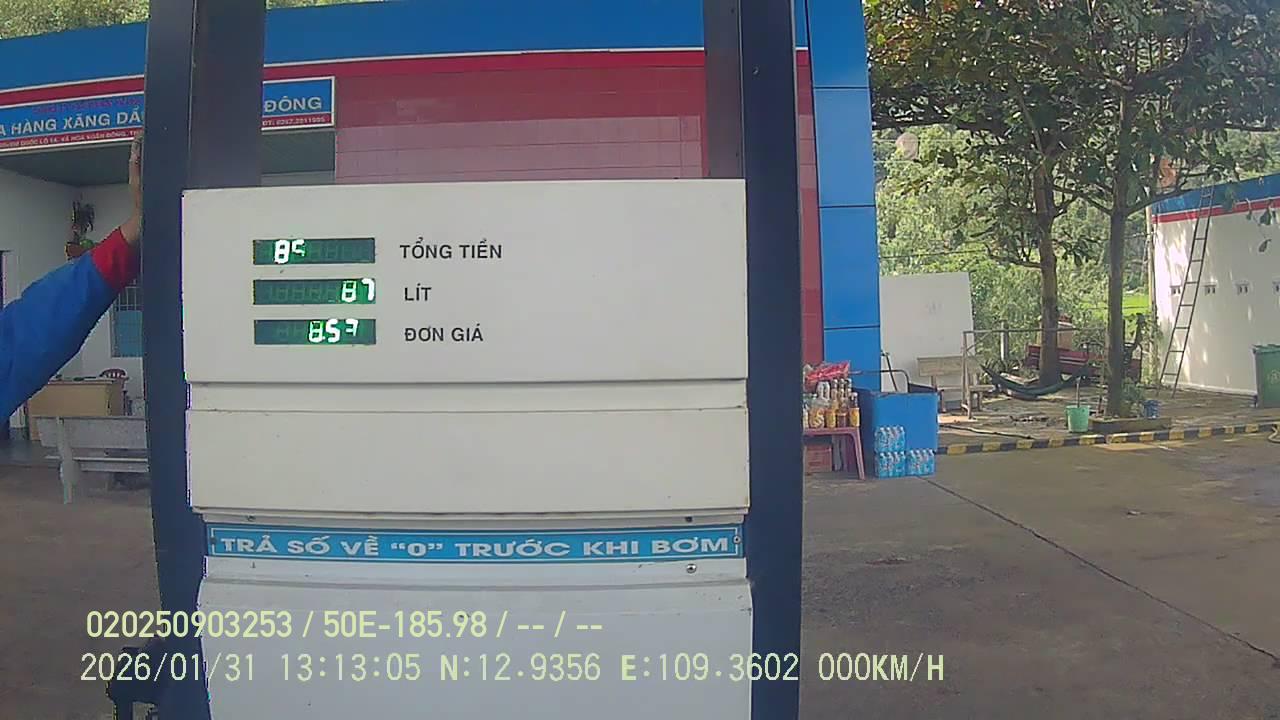 A HÀNG XĂNG DẦ
ĐÔNG
TỔNG TIỀN
LÍT
ĐƠN GIÁ
TRẢ SỐ VỀ “0” TRƯỚC KHI BƠM
020250903253 / 50E-185.98 / -- / --
2026/01/31 13:13:05 N:12.9356 E:109.3602 000KM/H